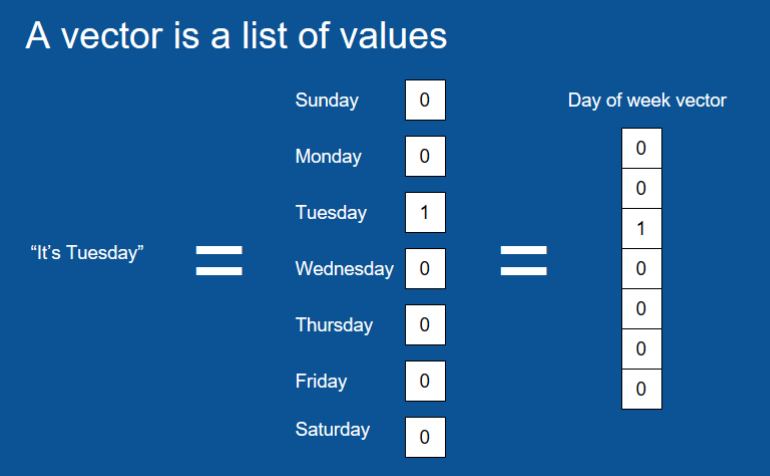 A vector is a list of values
Day of week vector
Sunday 0
Monday 0
Tuesday 1
Wednesday 0
Thursday 0
Friday 0
Saturday 0
“It’s Tuesday”
=
=
0
0
1
0
0
0
0